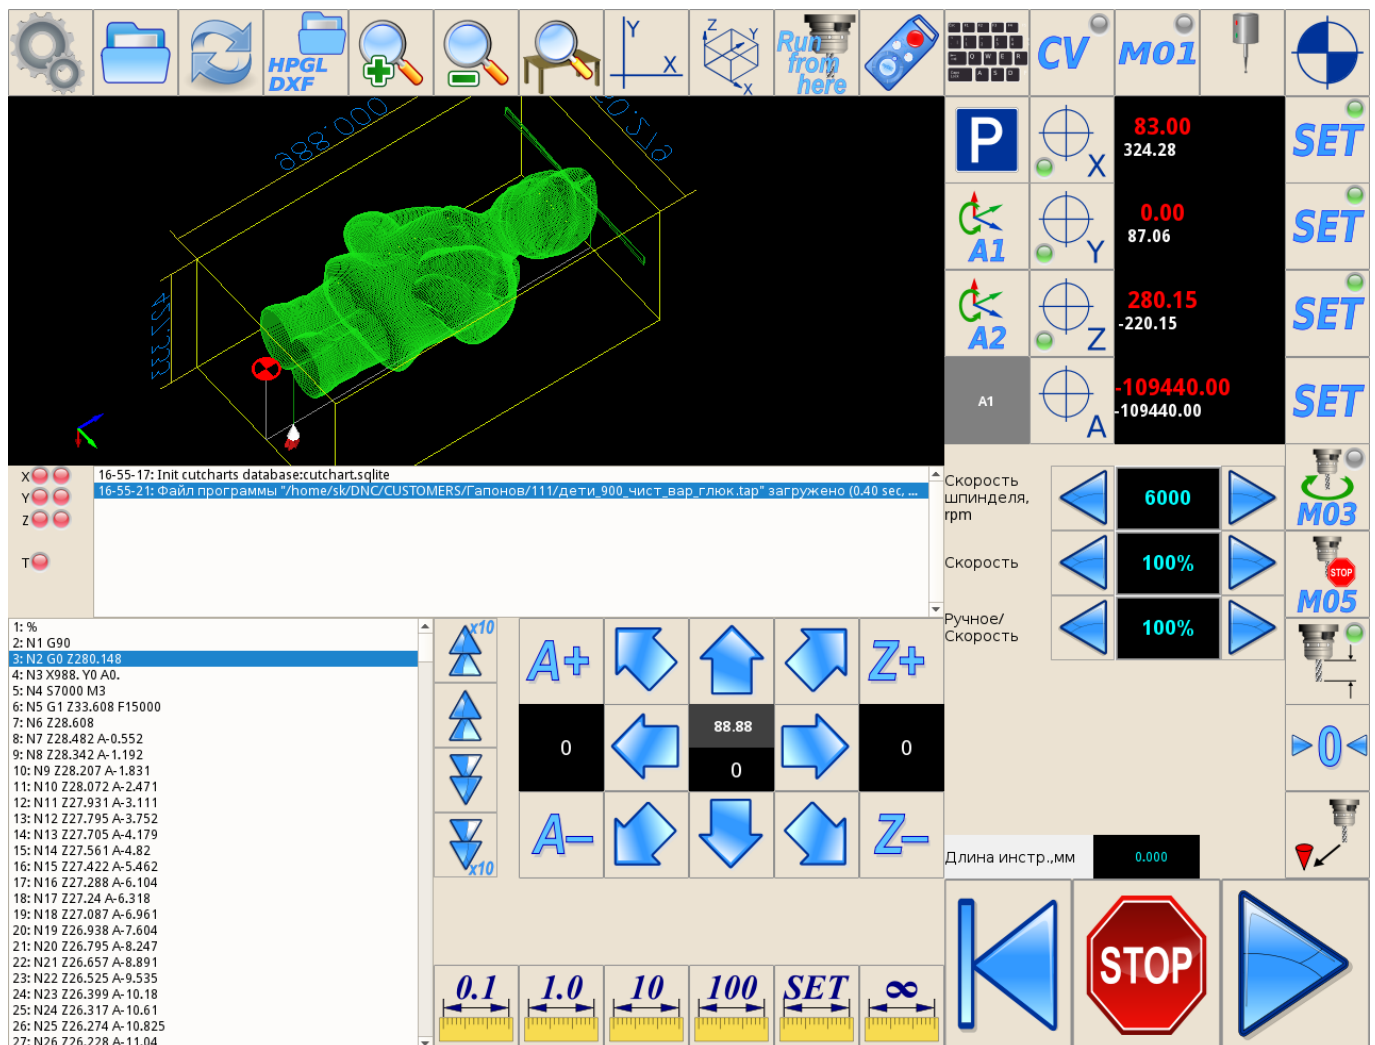 HPGL
DXF
Y
X
Z
Y
X
Run
from
here
CV
M01
988.000
422.33
P
X
83.00
324.28
SET
A1
Y
0.00
87.06
SET
A2
Z
280.15
-220.15
SET
A1
A
-109440.00
-109440.00
SET
X
Y
Z
T
16-55-17: Init cutcharts database:cutchart.sqlite
16-55-21: Файл программы "/home/sk/DNC/CUSTOMERS/Гапонов/111/дети_900_чист_вар_глюк.tap" загружено (0.40 sec, ...
Скорость
шпинделя,
rpm
6000
M03
Скорость
100%
STOP
M05
Ручное/
Скорость
100%
1: %
2: N1 G90
3: N2 G0 Z280.148
4: N3 X988. Y0 A0.
5: N4 S7000 M3
6: N5 G1 Z33.608 F15000
7: N6 Z28.608
8: N7 Z28.482 A-0.552
9: N8 Z28.342 A-1.192
10: N9 Z28.207 A-1.831
11: N10 Z28.072 A-2.471
12: N11 Z27.931 A-3.111
13: N12 Z27.795 A-3.752
14: N13 Z27.705 A-4.179
15: N14 Z27.561 A-4.82
16: N15 Z27.422 A-5.462
17: N16 Z27.288 A-6.104
18: N17 Z27.24 A-6.318
19: N18 Z27.087 A-6.961
20: N19 Z26.938 A-7.604
21: N20 Z26.795 A-8.247
22: N21 Z26.657 A-8.891
23: N22 Z26.525 A-9.535
24: N23 Z26.399 A-10.18
25: N24 Z26.317 A-10.61
26: N25 Z26.274 A-10.825
27: N26 Z26.228 A-11.04
x10
x10
A+
Z+
0
88.88
0
0
A–
Z–
0
Длина инстр.,мм
0.000
0.1
1.0
10
100
SET
∞
STOP